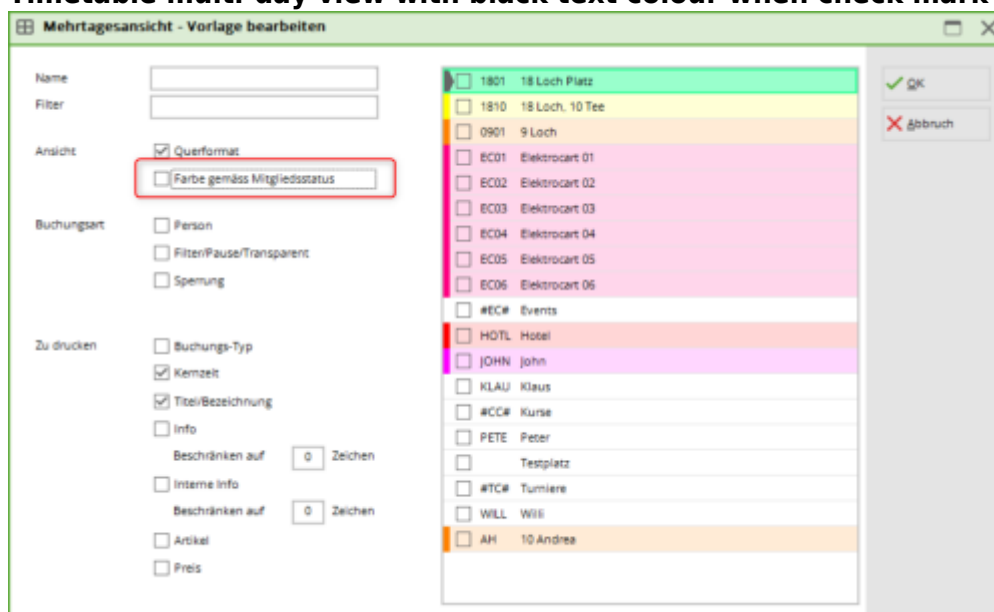 Timetable multi-day view with black text colour when check mark
Mehrtagesansicht - Vorlage bearbeiten
Name
Filter
Ansicht
Querformat
Farbe gemäss Mitgliedsstatus
Buchungsart
Person
Filter/Pause/Transparent
Sperrung
Zu drucken
Buchungs-Typ
Kernzeit
Titel/Bezeichnung
Info
Beschränken auf 0 Zeichen
Interne Info
Beschränken auf 0 Zeichen
Artikel
Preis
1801 18 Loch Platz
1810 18 Loch, 10 Tee
0901 9 Loch
EC01 Elektrocart 01
EC02 Elektrocart 02
EC03 Elektrocart 03
EC04 Elektrocart 04
EC05 Elektrocart 05
EC06 Elektrocart 06
#EC# Events
HOTL Hotel
JOHN John
KLAU Klaus
#CC# Kurse
PETE Peter
Testplatz
#TC# Turniere
WILL Willi
AH 10 Andrea
OK
Abbruch